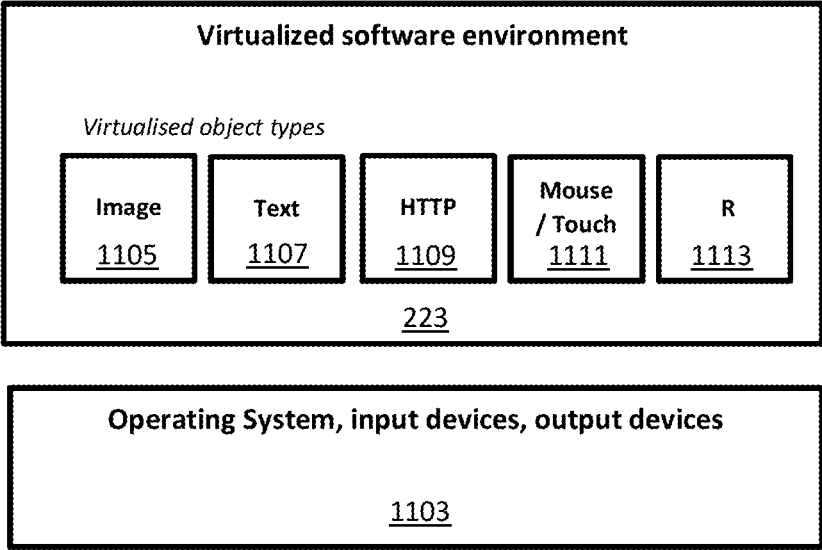 Virtualized software environment
Virtualised object types
Image
1105
Text
1107
HTTP
1109
Mouse
/ Touch
1111
R
1113
223
Operating System, input devices, output devices
1103